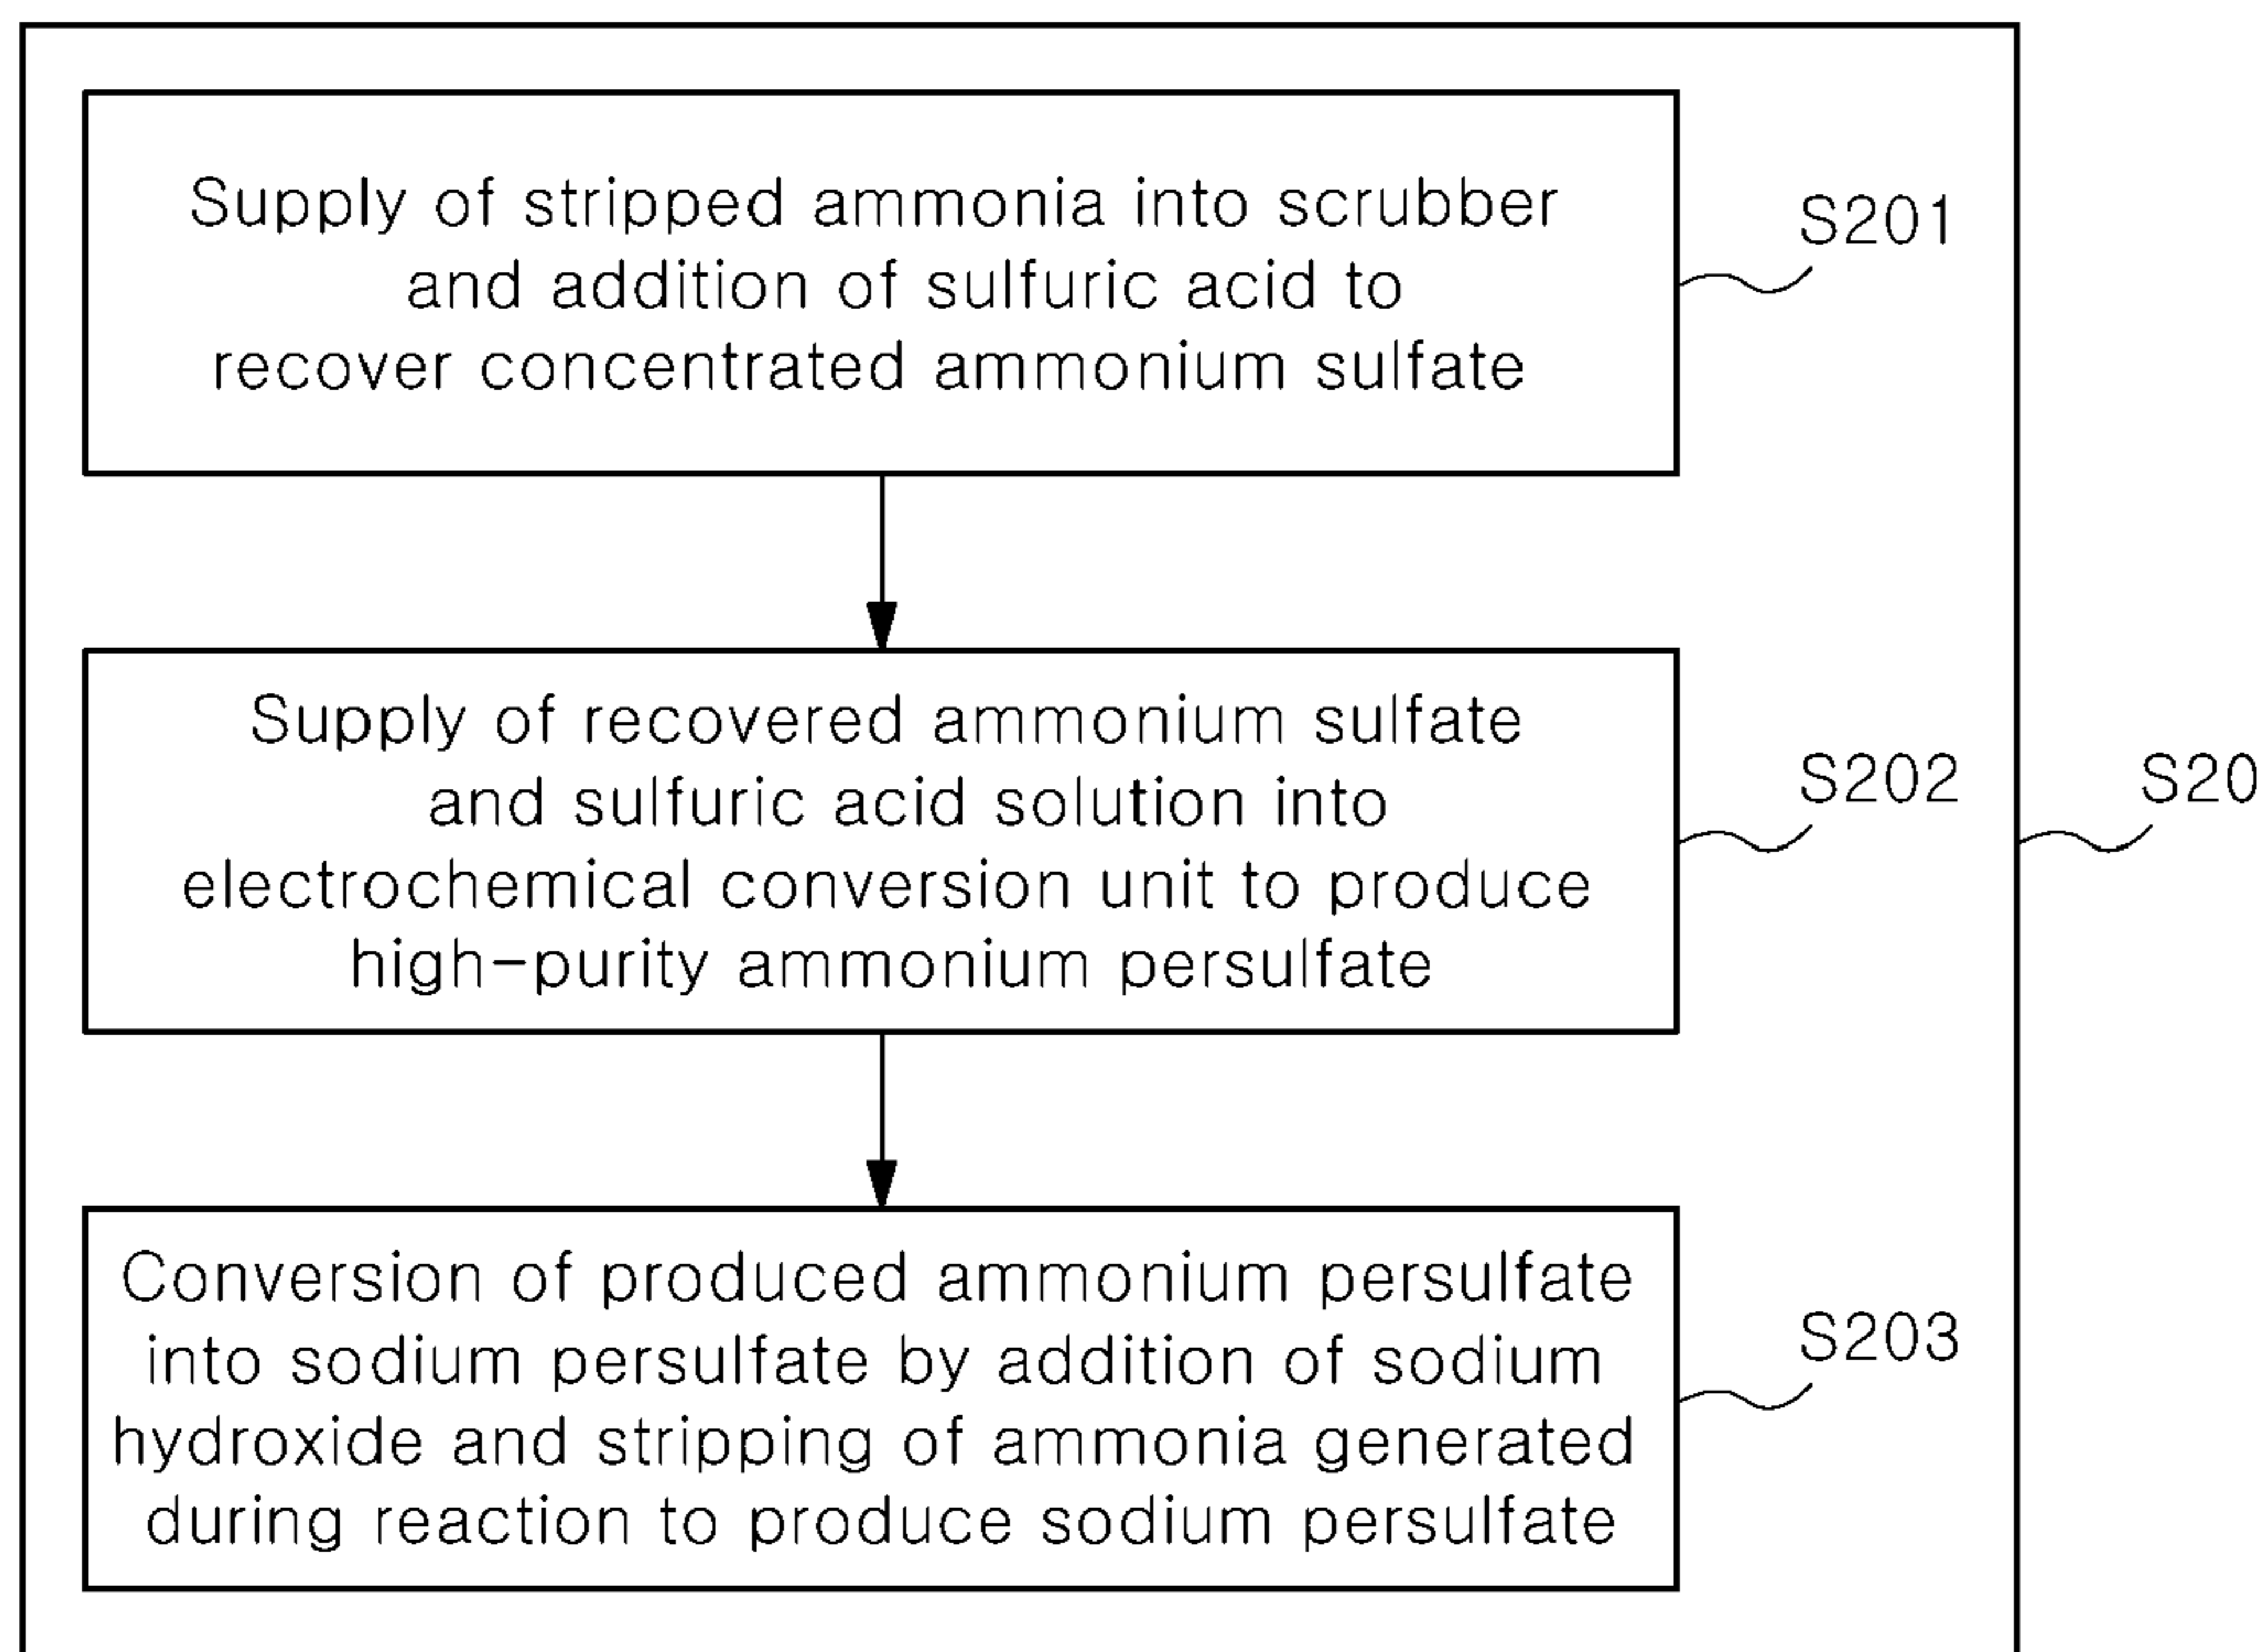 Supply of stripped ammonia into scrubber
and addition of sulfuric acid to
recover concentrated ammonium sulfate
S201
Supply of recovered ammonium sulfate
and sulfuric acid solution into
electrochemical conversion unit to produce
high-purity ammonium persulfate
S202
S20
Conversion of produced ammonium persulfate
into sodium persulfate by addition of sodium
hydroxide and stripping of ammonia generated
during reaction to produce sodium persulfate
S203